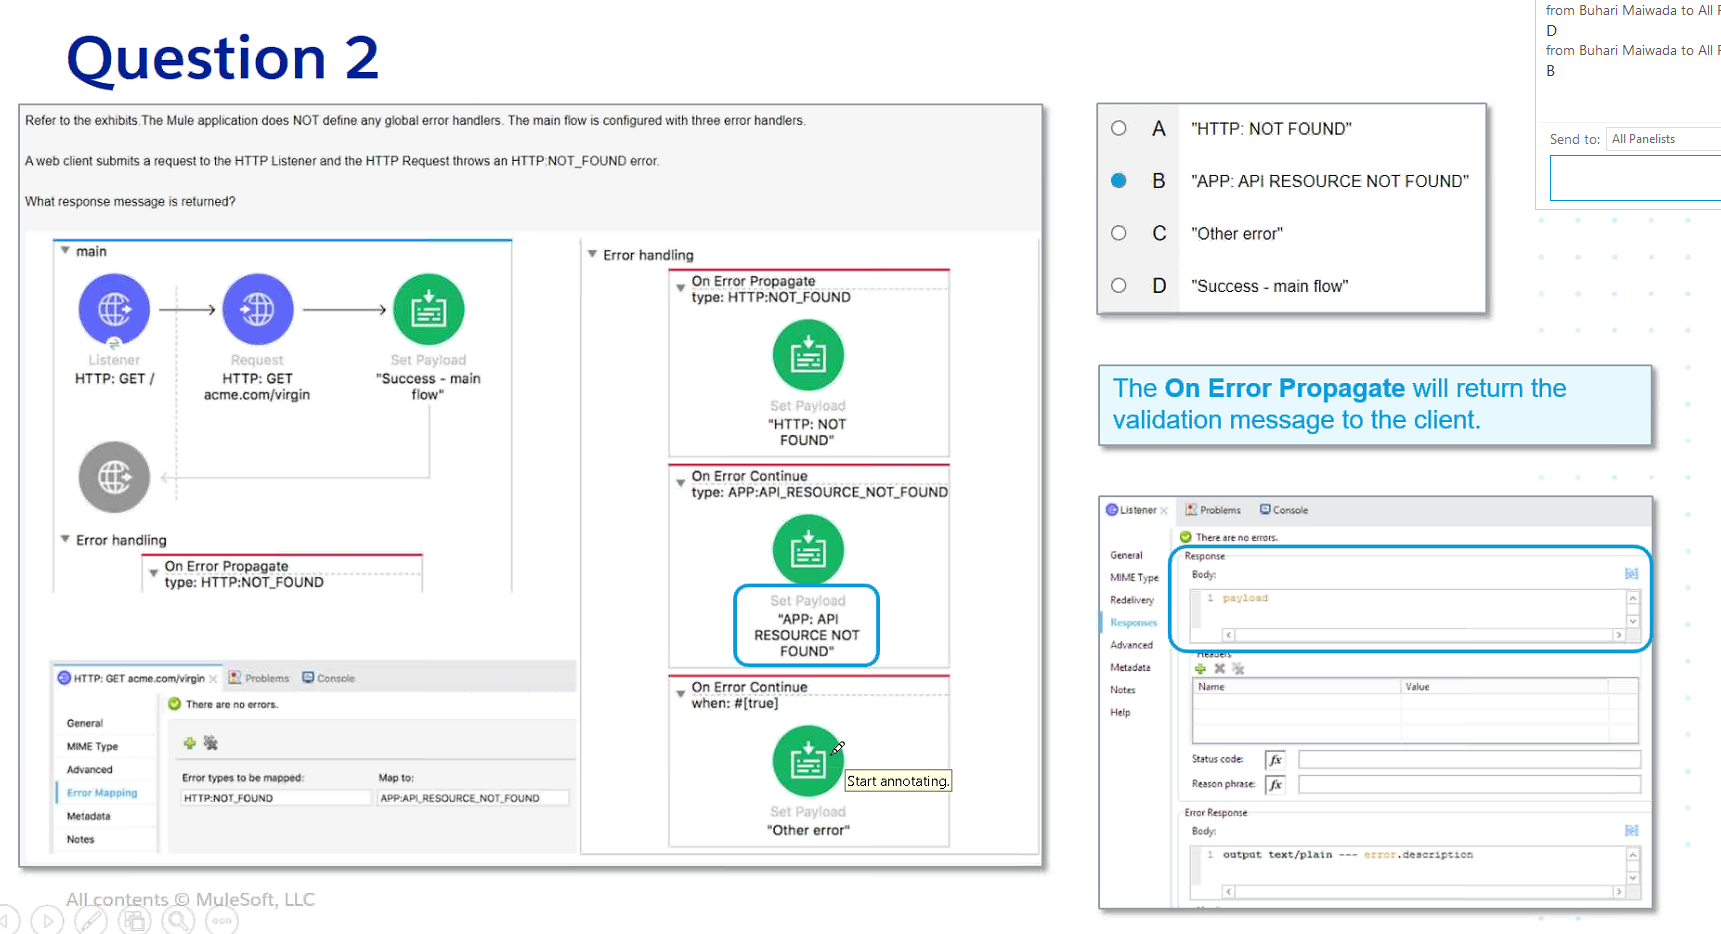 Question 2
Refer to the exhibits.The Mule application does NOT define any global error handlers. The main flow is configured with three error handlers.
A web client submits a request to the HTTP Listener and the HTTP Request throws an HTTP:NOT_FOUND error.
What response message is returned?
main
Listener
HTTP: GET /
Request
HTTP: GET
acme.com/virgin
Set Payload
"Success - main
flow"
Error handling
On Error Propagate
type: HTTP:NOT_FOUND
HTTP: GET acme.com/virgin
Problems
Console
There are no errors.
General
MIME Type
Advanced
Error Mapping
Metadata
Notes
Error types to be mapped:
Map to:
HTTP:NOT_FOUND
APP:API_RESOURCE_NOT_FOUND
Error handling
On Error Propagate
type: HTTP:NOT_FOUND
Set Payload
"HTTP: NOT
FOUND"
On Error Continue
type: APP:API_RESOURCE_NOT_FOUND
Set Payload
"APP: API
RESOURCE NOT
FOUND"
On Error Continue
when: #[true]
Start annotating.
Set Payload
"Other error"
All contents © MuleSoft, LLC
A "HTTP: NOT FOUND"
B "APP: API RESOURCE NOT FOUND"
C "Other error"
D "Success - main flow"
The On Error Propagate will return the
validation message to the client.
Listener
Problems
Console
There are no errors.
General
MIME Type
Redelivery
Responses
Advanced
Metadata
Notes
Help
Response
Body:
1 payload
Headers
Name
Value
Status code:
fx
Reason phrase:
fx
Error Response
Body:
1 output text/plain --- error.description
from Buhari Maiwada to All
D
from Buhari Maiwada to All
B
Send to: All Panelists